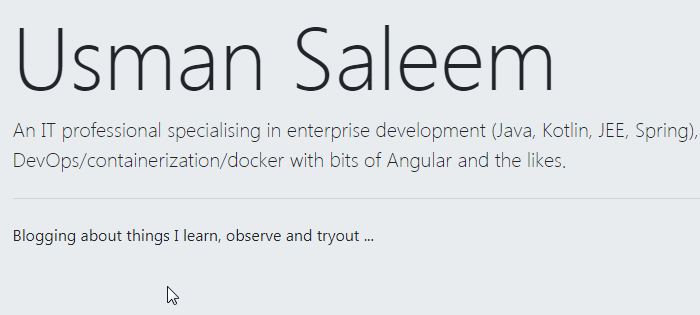 Usman Saleem
An IT professional specialising in enterprise development (Java, Kotlin, JEE, Spring),
DevOps/containerization/docker with bits of Angular and the likes.
Blogging about things I learn, observe and tryout ...